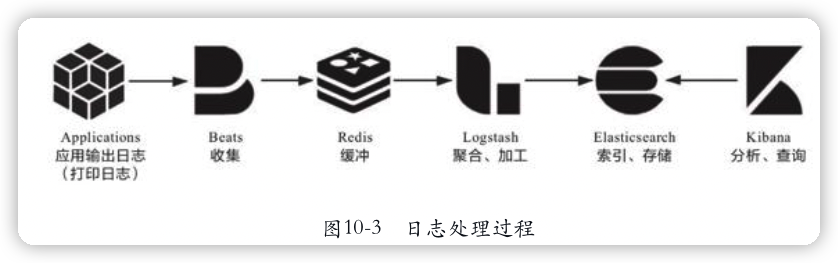 Applications
应用输出日志
（打印日志）
Beats
收集
Redis
缓冲
Logstash
聚合、加工
Elasticsearch
索引、存储
Kibana
分析、查询
图10-3 日志处理过程